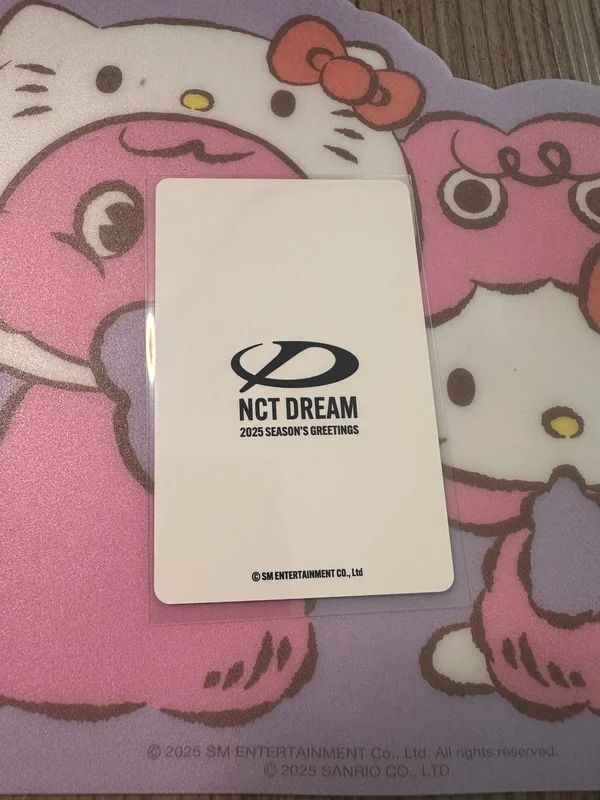 NCT DREAM
2025 SEASON'S GREETINGS
© SM ENTERTAINMENT CO., Ltd
© 2025 SM ENTERTAINMENT Co., Ltd. All rights reserved.
© 2025 SANRIO CO., LTD.